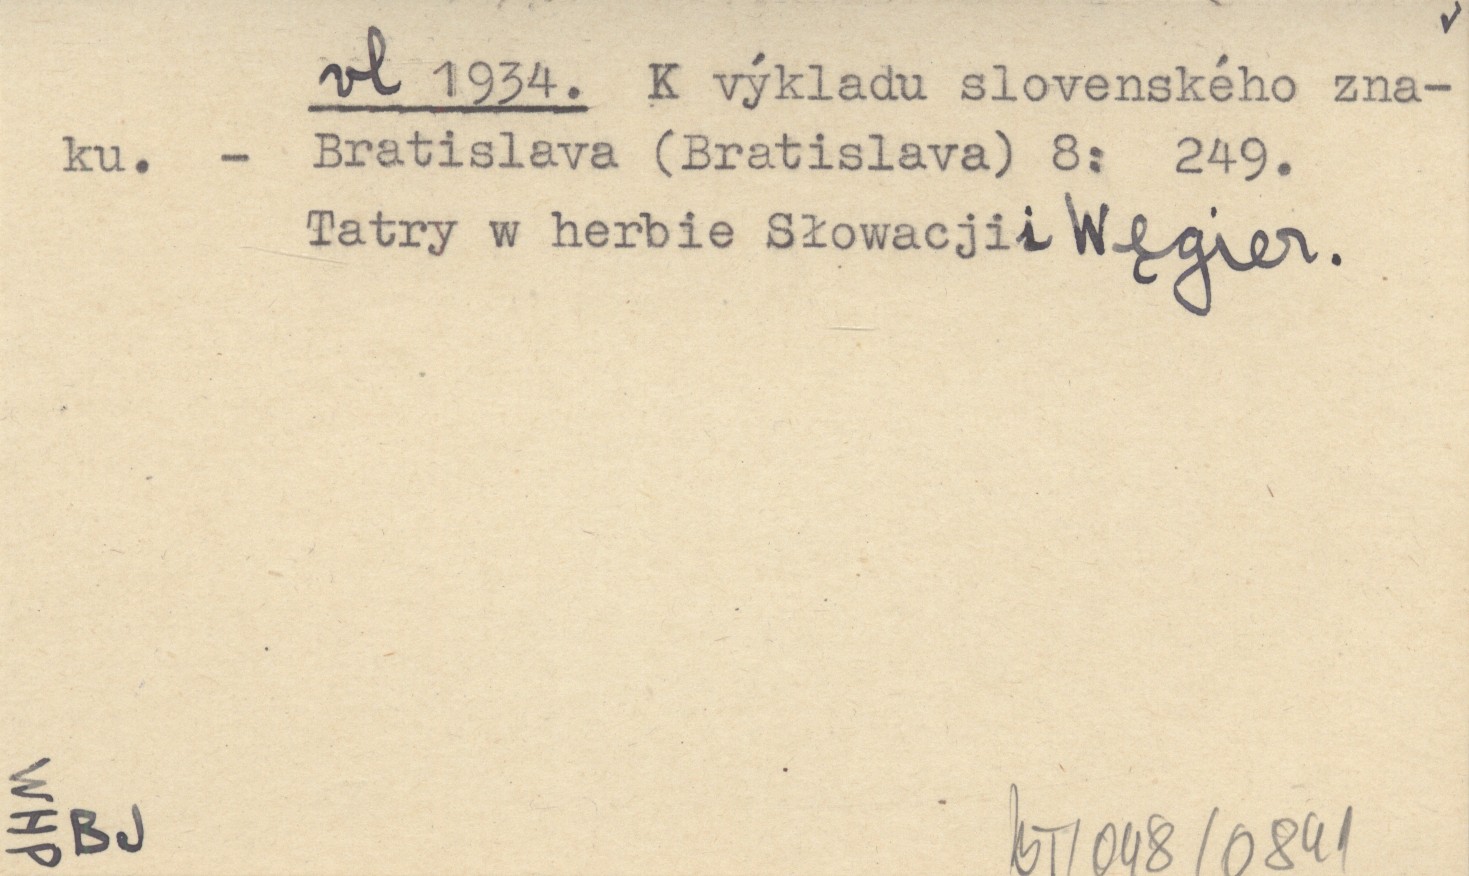 vl 1934. K výkladu slovenského zna-
ku. - Bratislava (Bratislava) 8: 249.
Tatry w herbie Słowacji i Węgier.
WHP
BJ
KT/048/0841